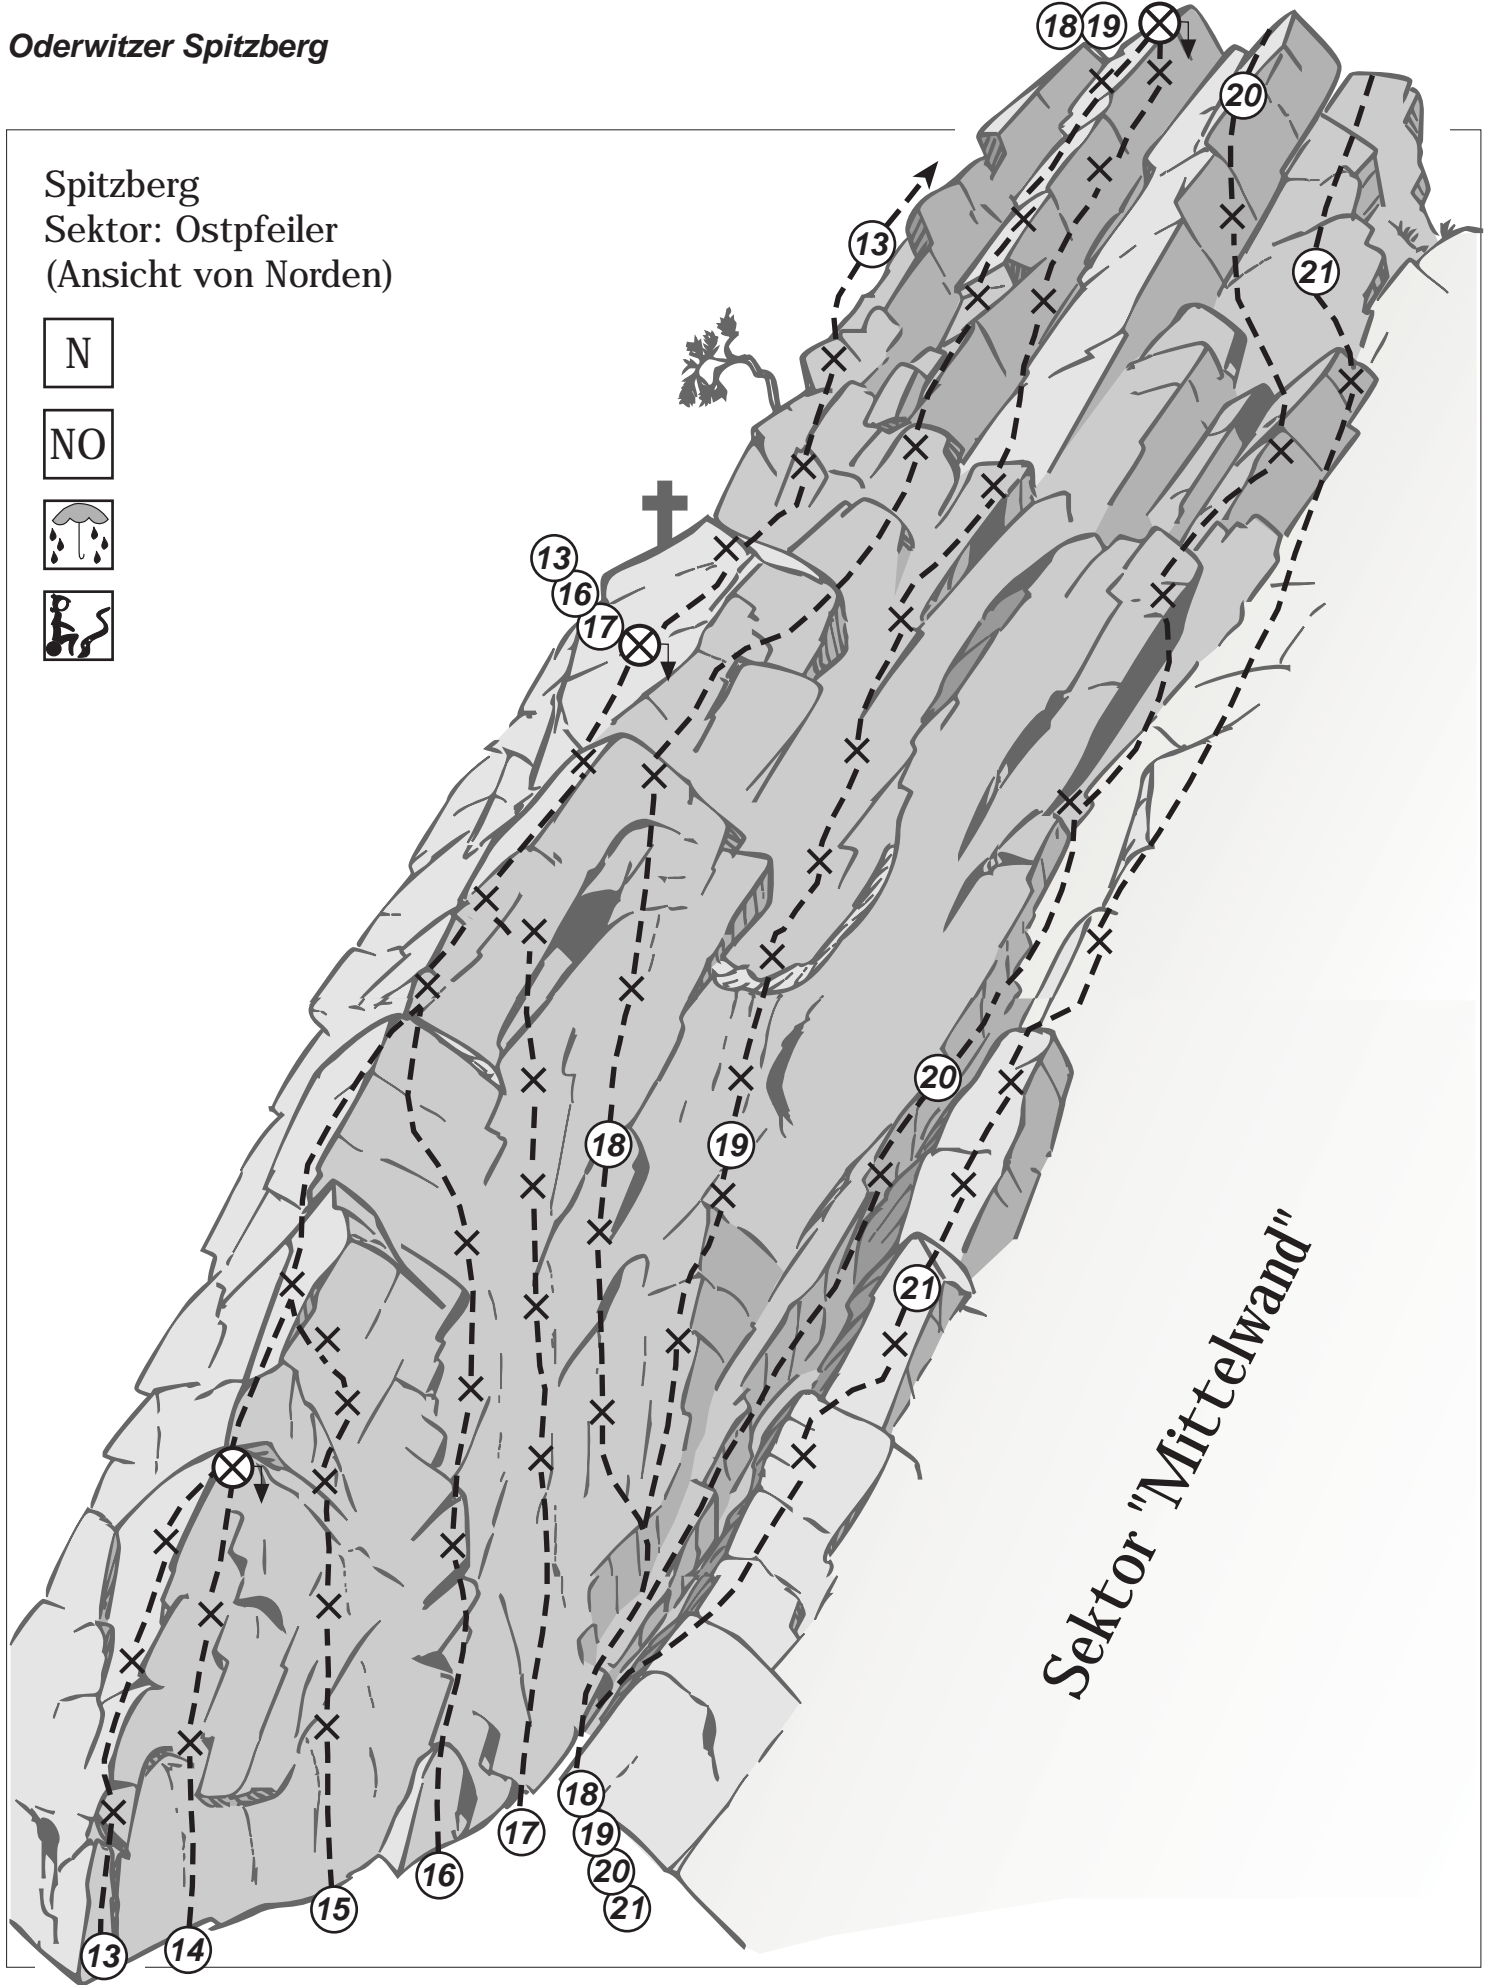 Oderwitzer Spitzberg
18 19
20
Spitzberg
Sektor: Ostpfeiler
(Ansicht von Norden)
13
21
N
NO
13
16
17
20
18
19
21
Sektor "Mittelwand"
18
17
19
16
20
15
21
14
13